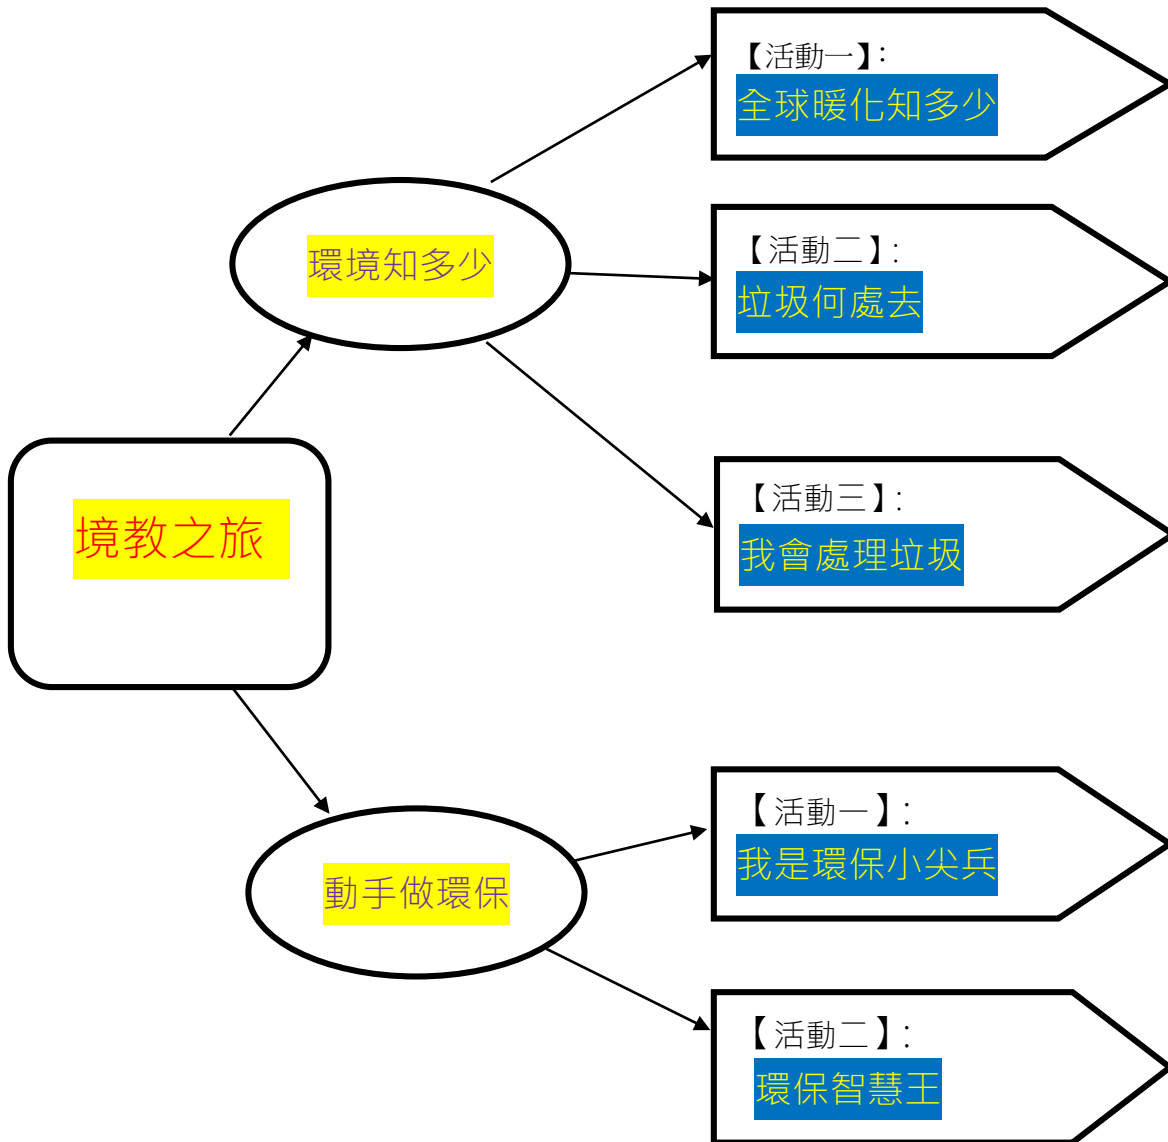 境教之旅
環境知多少
【活動一】：
全球暖化知多少
【活動二】：
垃圾何處去
【活動三】：
我會處理垃圾
動手做環保
【活動一】：
我是環保小尖兵
【活動二】：
環保智慧王